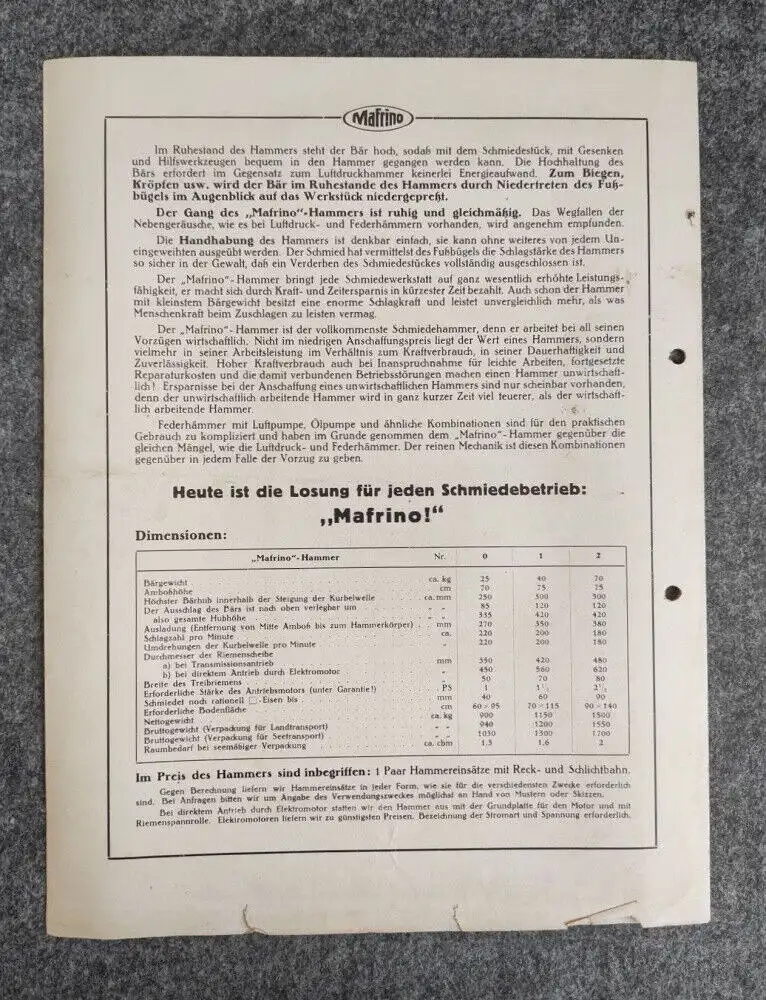 Mafrino
Im Ruhestand des Hammers steht der Bär hoch, sodaß mit dem Schmiedestück, mit Gesenken
und Hilfswerkzeugen bequem in den Hammer gegangen werden kann. Die Hochhaltung des
Bärs erfordert im Gegensatz zum Luftdruckhammer keinerlei Energieaufwand. Zum Biegen,
Kröpfen usw. wird der Bär im Ruhestande des Hammers durch Niedertreten des Fuß-
bügels im Augenblick auf das Werkstück niedergepreßt.
Der Gang des „Mafrino"-Hammers ist ruhig und gleichmäßig. Das Wegfallen der
Nebengeräusche, wie es bei Luftdruck- und Federhämmern vorhanden, wird angenehm empfunden.
Die Handhabung des Hammers ist denkbar einfach, sie kann ohne weiteres von jedem Un-
eingeweihten ausgeübt werden. Der Schmied hat vermittelst des Fußbügels die Schlagstärke des Hammers
so sicher in der Gewalt, daß ein Verderben des Schmiedestückes vollständig ausgeschlossen ist.
Der „Mafrino"-Hammer bringt jede Schmiedewerkstatt auf ganz wesentlich erhöhte Leistungs-
fähigkeit, er macht sich durch Kraft- und Zeitersparnis in kürzester Zeit bezahlt. Auch schon der Hammer
mit kleinstem Bärgewicht besitzt eine enorme Schlagkraft und leistet unvergleichlich mehr, als was
Menschenkraft beim Zuschlagen zu leisten vermag.
Der „Mafrino"-Hammer ist der vollkommenste Schmiedehammer, denn er arbeitet bei all seinen
Vorzügen wirtschaftlich. Nicht im niedrigen Anschaffungspreis liegt der Wert eines Hammers, sondern
vielmehr in seiner Arbeitsleistung im Verhältnis zum Kraftverbrauch, in seiner Dauerhaftigkeit und
Zuverlässigkeit. Hoher Kraftverbrauch auch bei Inanspruchnahme für leichte Arbeiten, fortgesetzte
Reparaturkosten und die damit verbundenen Betriebsstörungen machen einen Hammer unwirtschaft-
lich! Ersparnisse bei der Anschaffung eines unwirtschaftlichen Hammers sind nur scheinbar vorhanden,
denn der unwirtschaftlich arbeitende Hammer wird in ganz kurzer Zeit viel teuerer, als der wirtschaft-
lich arbeitende Hammer.
Federhämmer mit Luftpumpe, Ölpumpe und ähnliche Kombinationen sind für den praktischen
Gebrauch zu kompliziert und haben im Grunde genommen dem „Mafrino"-Hammer gegenüber die
gleichen Mängel, wie die Luftdruck- und Federhämmer. Der reinen Mechanik ist diesen Kombinationen
gegenüber in jedem Falle der Vorzug zu geben.
Heute ist die Losung für jeden Schmiedebetrieb:
„Mafrino!"
Dimensionen:
„Mafrino"-Hammer Nr. 0 1 2
Bärgewicht ca. kg 25 40 70
Amboßhöhe cm 70 75 75
Höchster Bärhub innerhalb der Steigung der Kurbelwelle ca. mm 250 300 300
Der Ausschlag des Bärs ist nach oben verlegbar um „ „ 85 120 120
also gesamte Hubhöhe „ „ 335 420 420
Ausladung (Entfernung von Mitte Amboß bis zum Hammerkörper) mm 270 350 380
Schlagzahl pro Minute ca. 220 200 180
Umdrehungen der Kurbelwelle pro Minute „ 220 200 180
Durchmesser der Riemenscheibe
a) bei Transmissionsantrieb mm 350 420 480
b) bei direktem Antrieb durch Elektromotor „ 450 560 620
Breite des Treibriemens „ 50 70 80
Erforderliche Stärke des Antriebsmotors (unter Garantie!) PS 1 1½ 2½
Schmiedet noch rationell □-Eisen bis mm 40 60 90
Erforderliche Bodenfläche cm 60×95 70×115 90×140
Nettogewicht ca. kg 900 1150 1500
Bruttogewicht (Verpackung für Landtransport) „ „ 940 1200 1550
Bruttogewicht (Verpackung für Seetransport) „ „ 1030 1300 1700
Raumbedarf bei seemäßiger Verpackung ca. cbm 1,3 1,6 2
Im Preis des Hammers sind inbegriffen: 1 Paar Hammereinsätze mit Reck- und Schlichtbahn.
Gegen Berechnung liefern wir Hammereinsätze in jeder Form, wie sie für die verschiedensten Zwecke erforderlich
sind. Bei Anfragen bitten wir um Angabe des Verwendungszweckes möglichst an Hand von Mustern oder Skizzen.
Bei direktem Antrieb durch Elektromotor statten wir den Hammer aus mit der Grundplatte für den Motor und mit
Riemenspannrolle. Elektromotoren liefern wir zu günstigsten Preisen. Bezeichnung der Stromart und Spannung erforderlich.